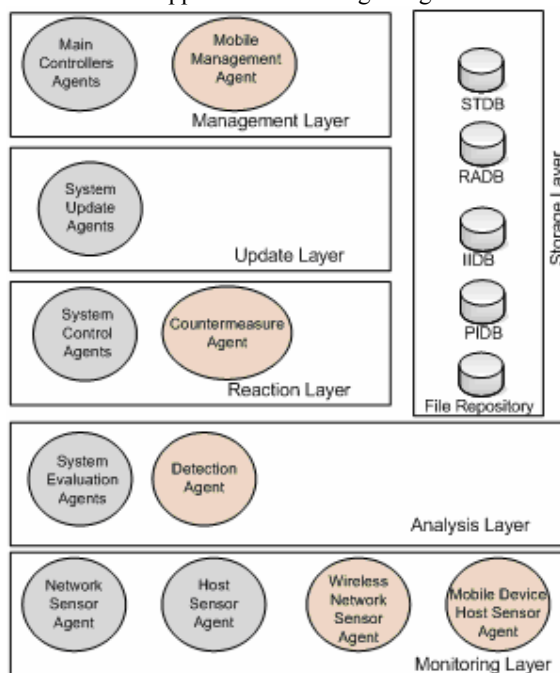 Main
Controllers
Agents
Mobile
Management
Agent
Management Layer
System
Update
Agents
Update Layer
System
Control
Agents
Countermeasure
Agent
Reaction Layer
STDB
RADB
IIDB
PIDB
File Repository
Storage Layer
System
Evaluation
Agents
Detection
Agent
Analysis Layer
Network
Sensor
Agent
Host
Sensor
Agent
Wireless
Network
Sensor
Agent
Mobile Device
Host Sensor
Agent
Monitoring Layer